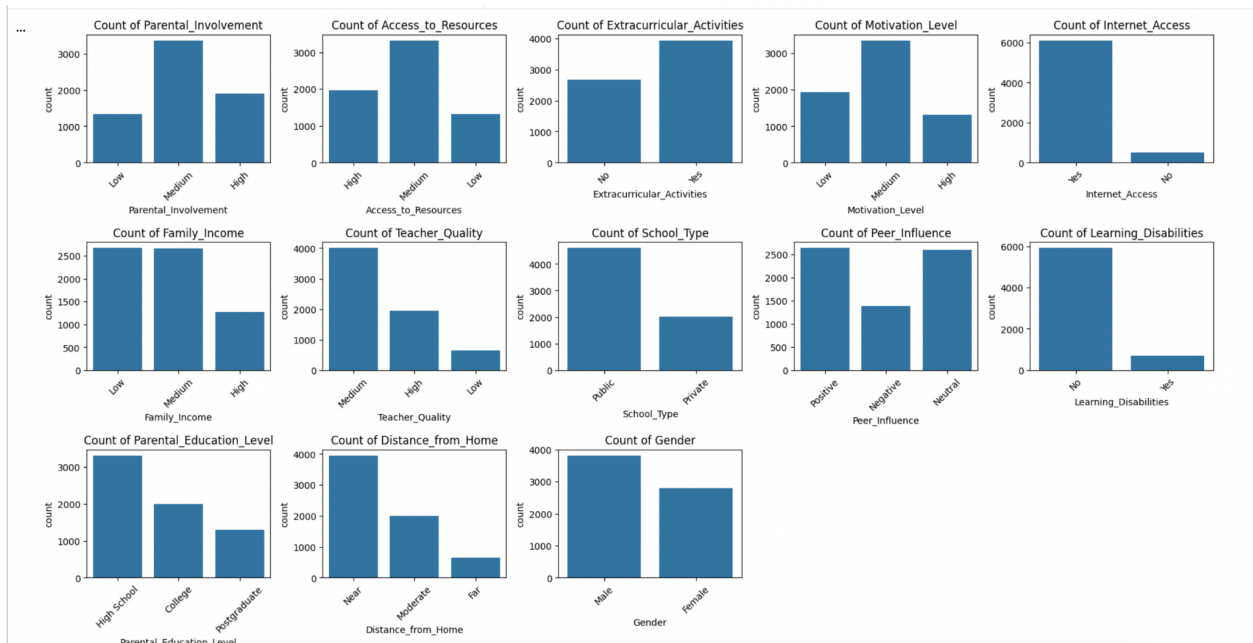 ...
Count of Parental_Involvement
3000
2000
1000
0
count
Low
Medium
High
Parental_Involvement
Count of Access_to_Resources
3000
2000
1000
0
count
High
Medium
Low
Access_to_Resources
Count of Extracurricular_Activities
4000
3000
2000
1000
0
count
No
Yes
Extracurricular_Activities
Count of Motivation_Level
3000
2000
1000
0
count
Low
Medium
High
Motivation_Level
Count of Internet_Access
6000
4000
2000
0
count
Yes
No
Internet_Access
Count of Family_Income
2500
2000
1500
1000
500
0
count
Low
Medium
High
Family_Income
Count of Teacher_Quality
4000
3000
2000
1000
0
count
Medium
High
Low
Teacher_Quality
Count of School_Type
4000
3000
2000
1000
0
count
Public
Private
School_Type
Count of Peer_Influence
2500
2000
1500
1000
500
0
count
Positive
Negative
Neutral
Peer_Influence
Count of Learning_Disabilities
6000
4000
2000
0
count
No
Yes
Learning_Disabilities
Count of Parental_Education_Level
3000
2000
1000
0
count
High School
College
Postgraduate
Parental_Education_Level
Count of Distance_from_Home
4000
3000
2000
1000
0
count
Near
Moderate
Far
Distance_from_Home
Count of Gender
4000
3000
2000
1000
0
count
Male
Female
Gender